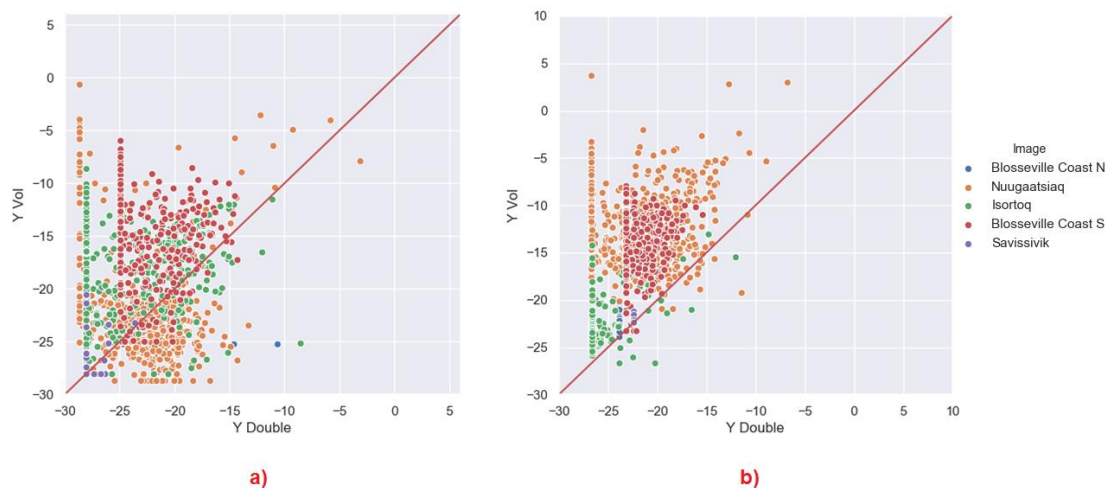 0
−5
−10
−15
−20
−25
−30
Y Vol
−30 −25 −20 −15 −10 −5 0 5
Y Double
a)
10
5
0
−5
−10
−15
−20
−25
−30
Y Vol
−30 −25 −20 −15 −10 −5 0 5 10
Y Double
b)
Image
Blosseville Coast N
Nuugaatsiaq
Isortoq
Blosseville Coast S
Savissivik